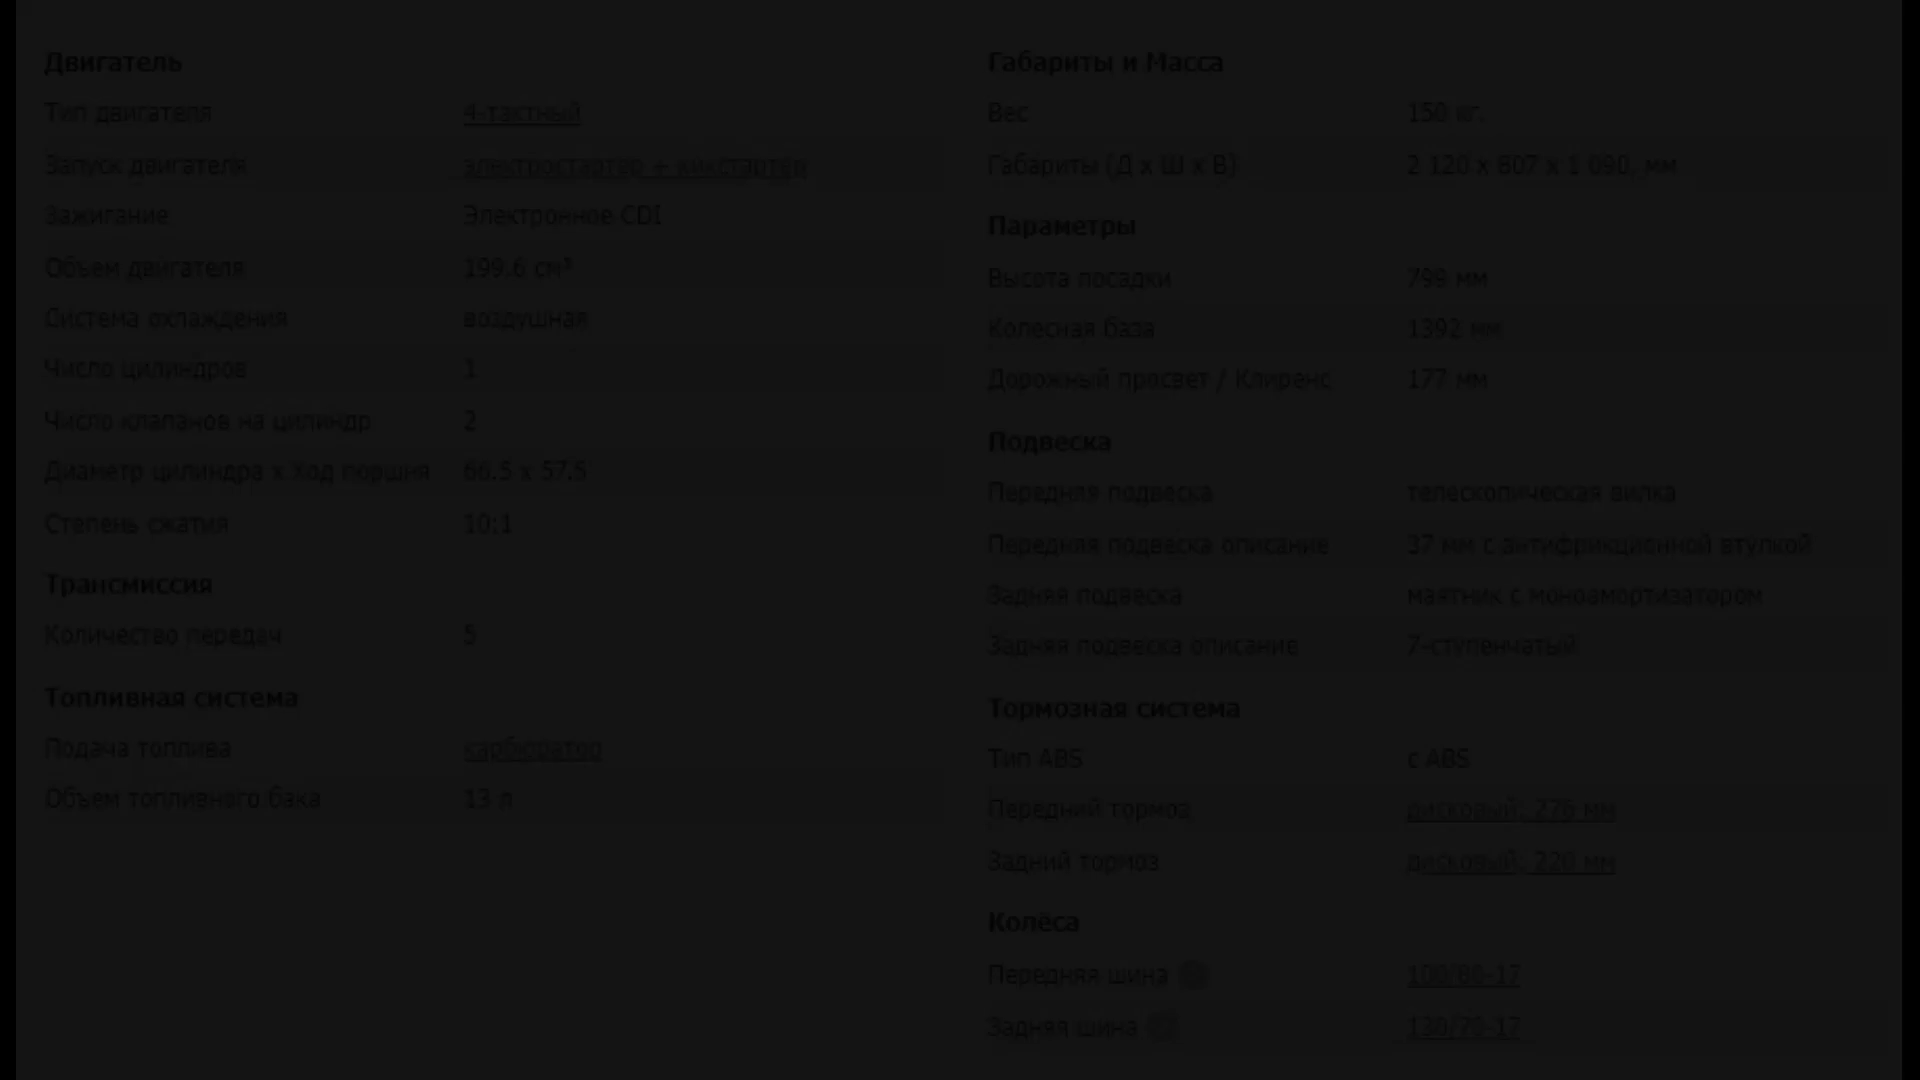 Двигатель
Тип двигателя 4-тактный
Запуск двигателя электростартер + кикстартер
Зажигание Электронное CDI
Объем двигателя 199.6 см³
Система охлаждения воздушная
Число цилиндров 1
Число клапанов на цилиндр 2
Диаметр цилиндра х Ход поршня 66.5 x 57.5
Степень сжатия 10:1
Трансмиссия
Количество передач 5
Топливная система
Подача топлива карбюратор
Объем топливного бака 13 л
Габариты и Масса
Вес 150 кг.
Габариты (Д х Ш х В) 2 120 x 807 x 1 090, мм
Параметры
Высота посадки 799 мм
Колесная база 1392 мм
Дорожный просвет / Клиренс 177 мм
Подвеска
Передняя подвеска телескопическая вилка
Передняя подвеска описание 37 мм с антифрикционной втулкой
Задняя подвеска маятник с моноамортизатором
Задняя подвеска описание 7-ступенчатый
Тормозная система
Тип ABS с ABS
Передний тормоз дисковый, 276 мм
Задний тормоз дисковый, 220 мм
Колёса
Передняя шина 100/80-17
Задняя шина 130/70-17